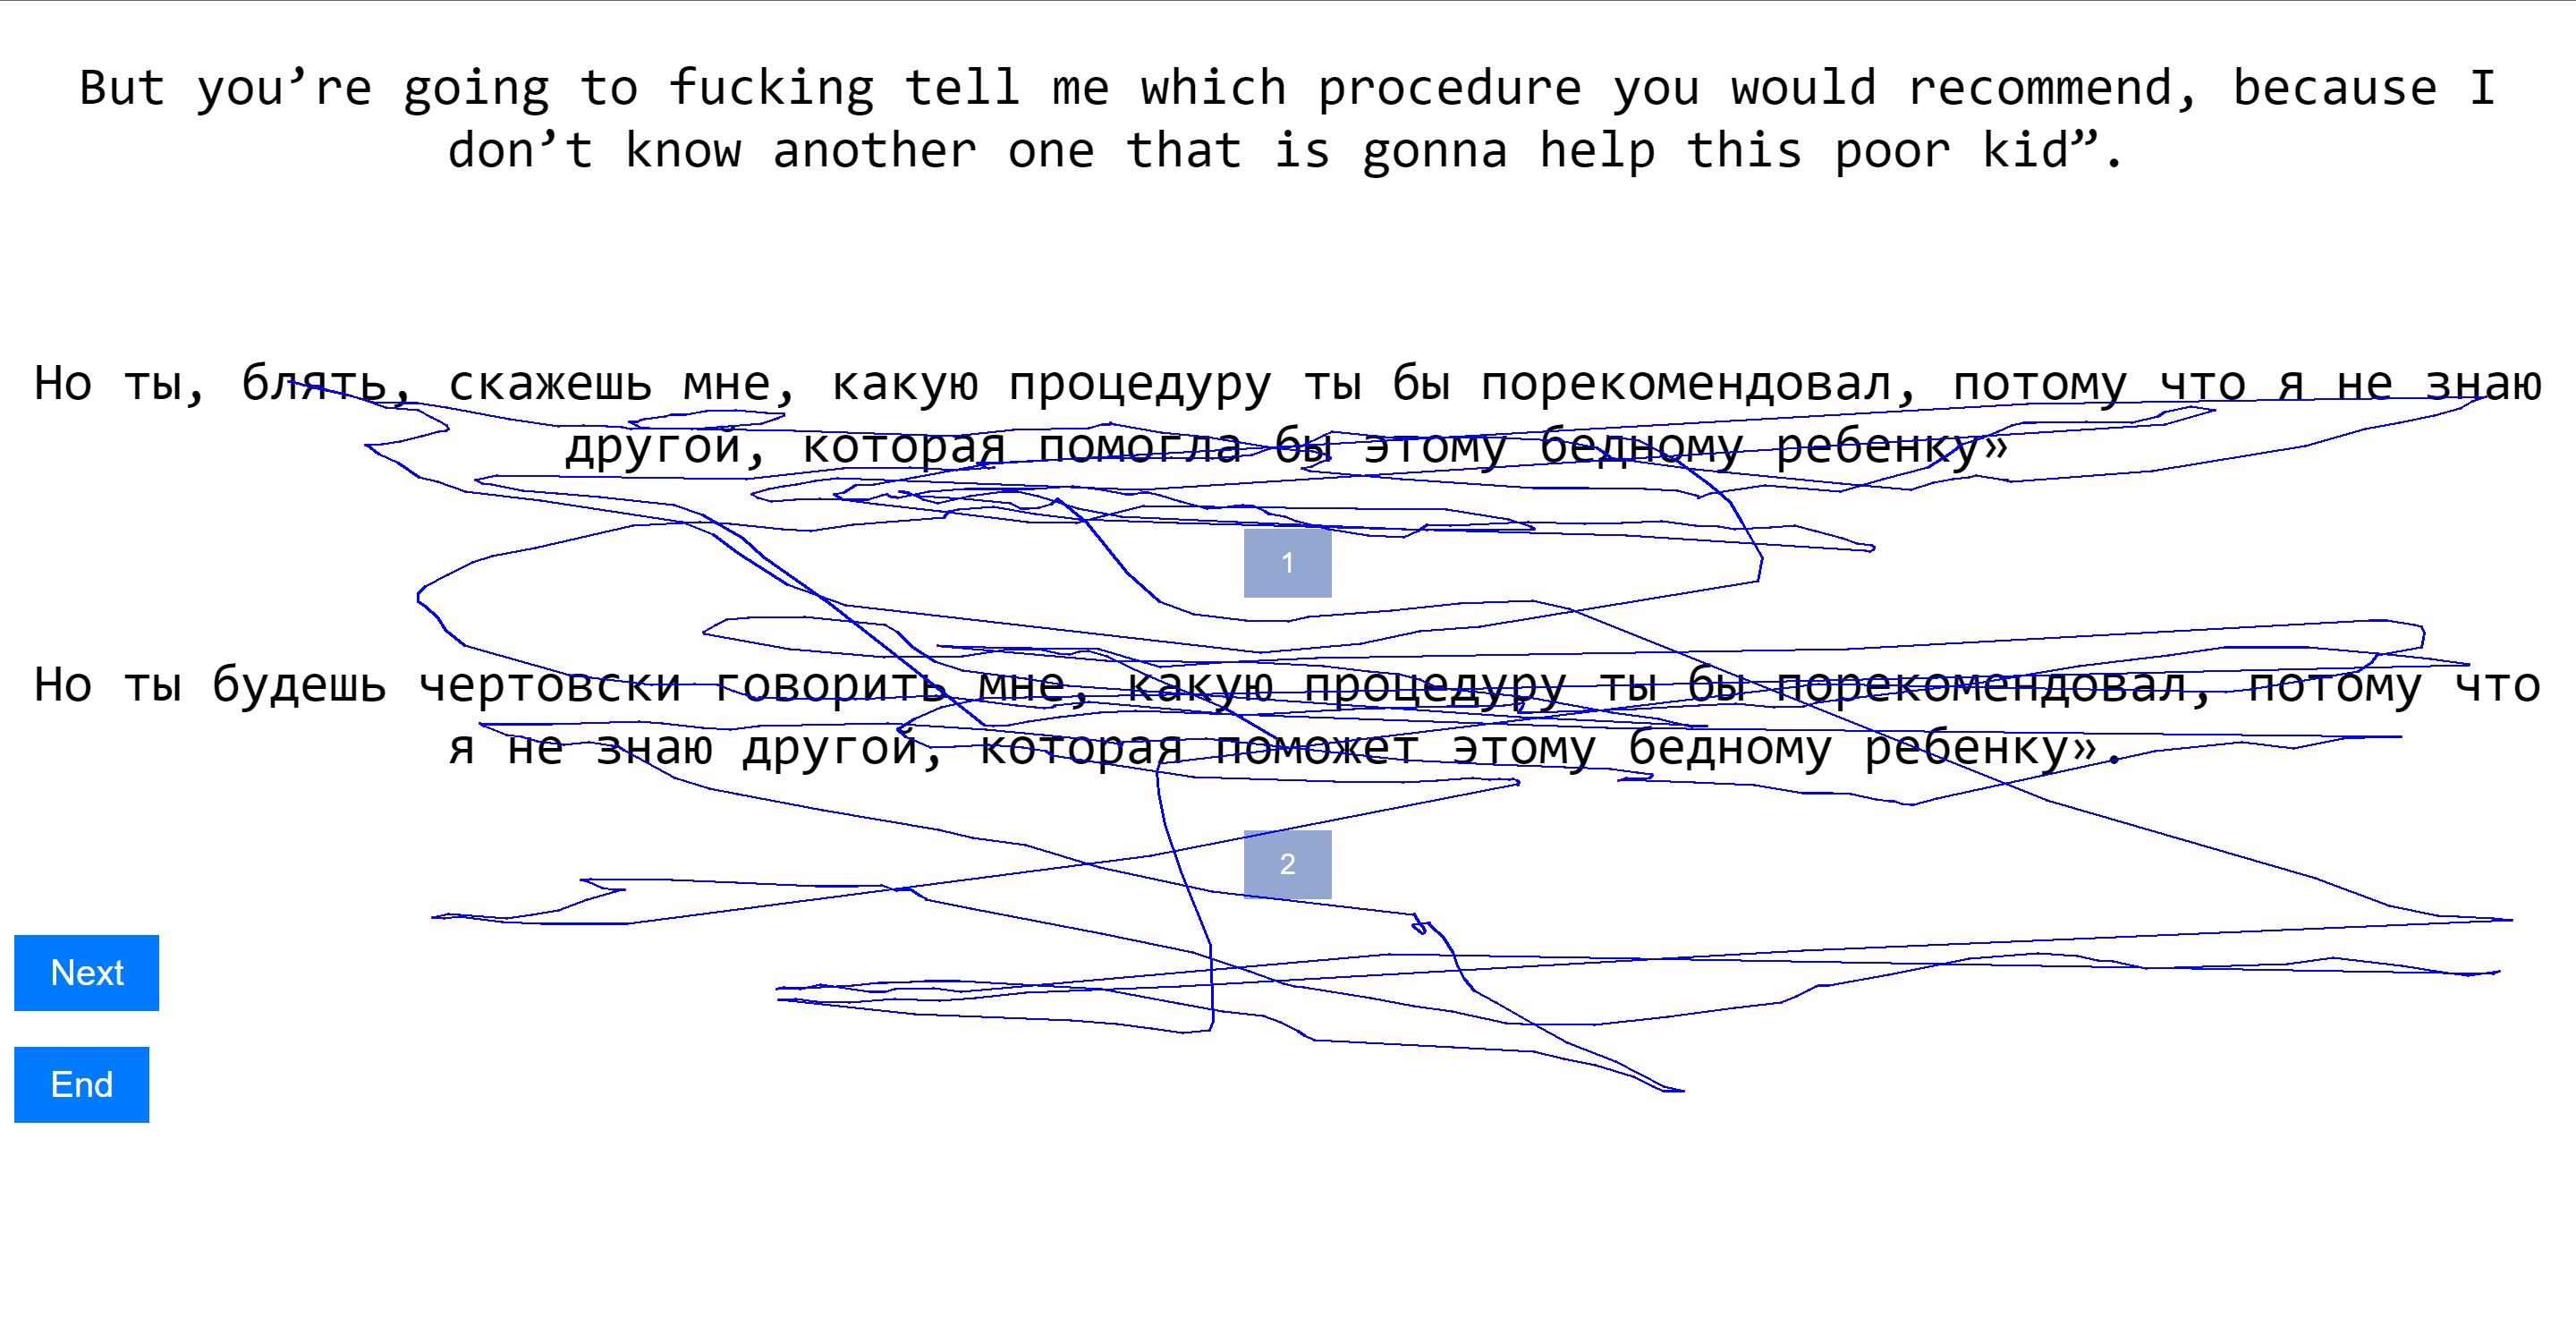 But you’re going to fucking tell me which procedure you would recommend, because I
don’t know another one that is gonna help this poor kid”.
Но ты, блять, скажешь мне, какую процедуру ты бы порекомендовал, потому что я не знаю
другой, которая помогла бы этому бедному ребенку»
1
Но ты будешь чертовски говорить мне, какую процедуру ты бы порекомендовал, потому что
я не знаю другой, которая поможет этому бедному ребенку».
2
Next
End